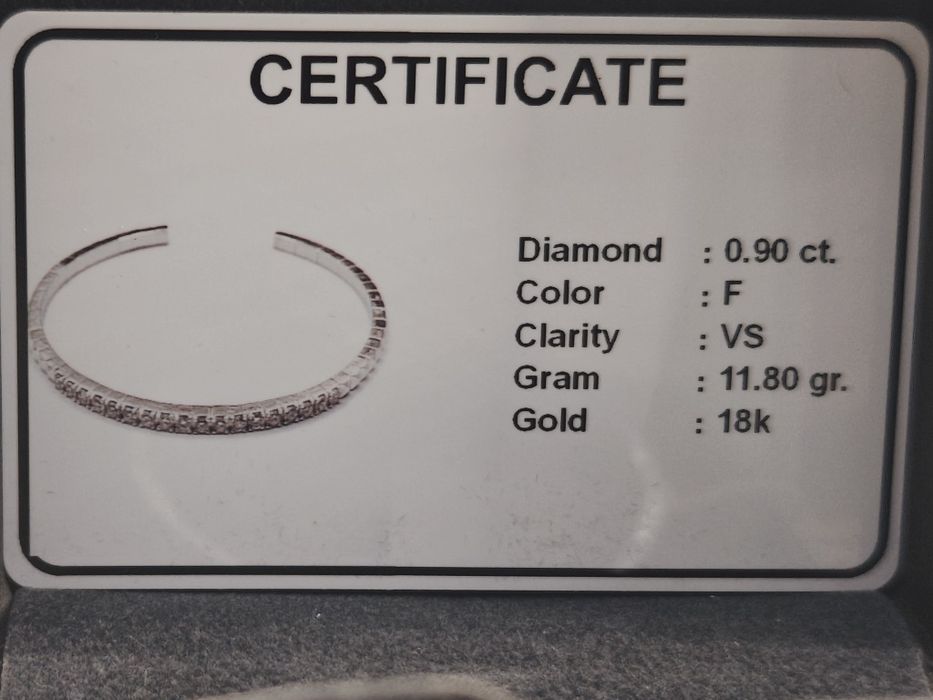 CERTIFICATE
Diamond : 0.90 ct.
Color : F
Clarity : VS
Gram : 11.80 gr.
Gold : 18k